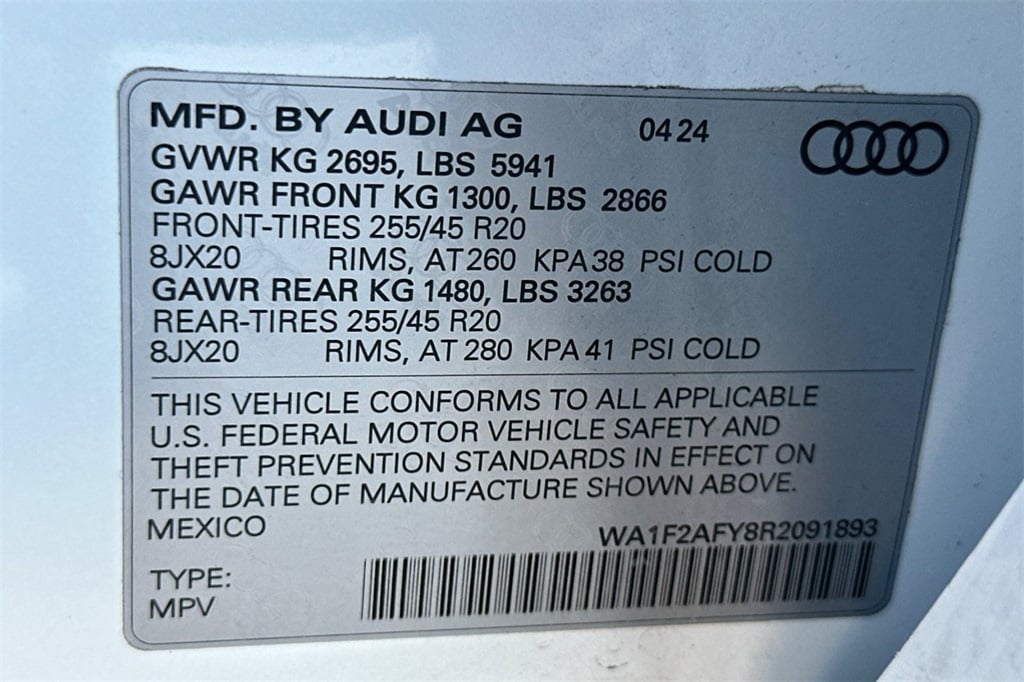 MFD. BY AUDI AG 04 24
GVWR KG 2695, LBS 5941
GAWR FRONT KG 1300, LBS 2866
FRONT-TIRES 255/45 R20
8JX20 RIMS, AT 260 KPA 38 PSI COLD
GAWR REAR KG 1480, LBS 3263
REAR-TIRES 255/45 R20
8JX20 RIMS, AT 280 KPA 41 PSI COLD
THIS VEHICLE CONFORMS TO ALL APPLICABLE
U.S. FEDERAL MOTOR VEHICLE SAFETY AND
THEFT PREVENTION STANDARDS IN EFFECT ON
THE DATE OF MANUFACTURE SHOWN ABOVE.
MEXICO WA1F2AFY8R2091893
TYPE:
MPV